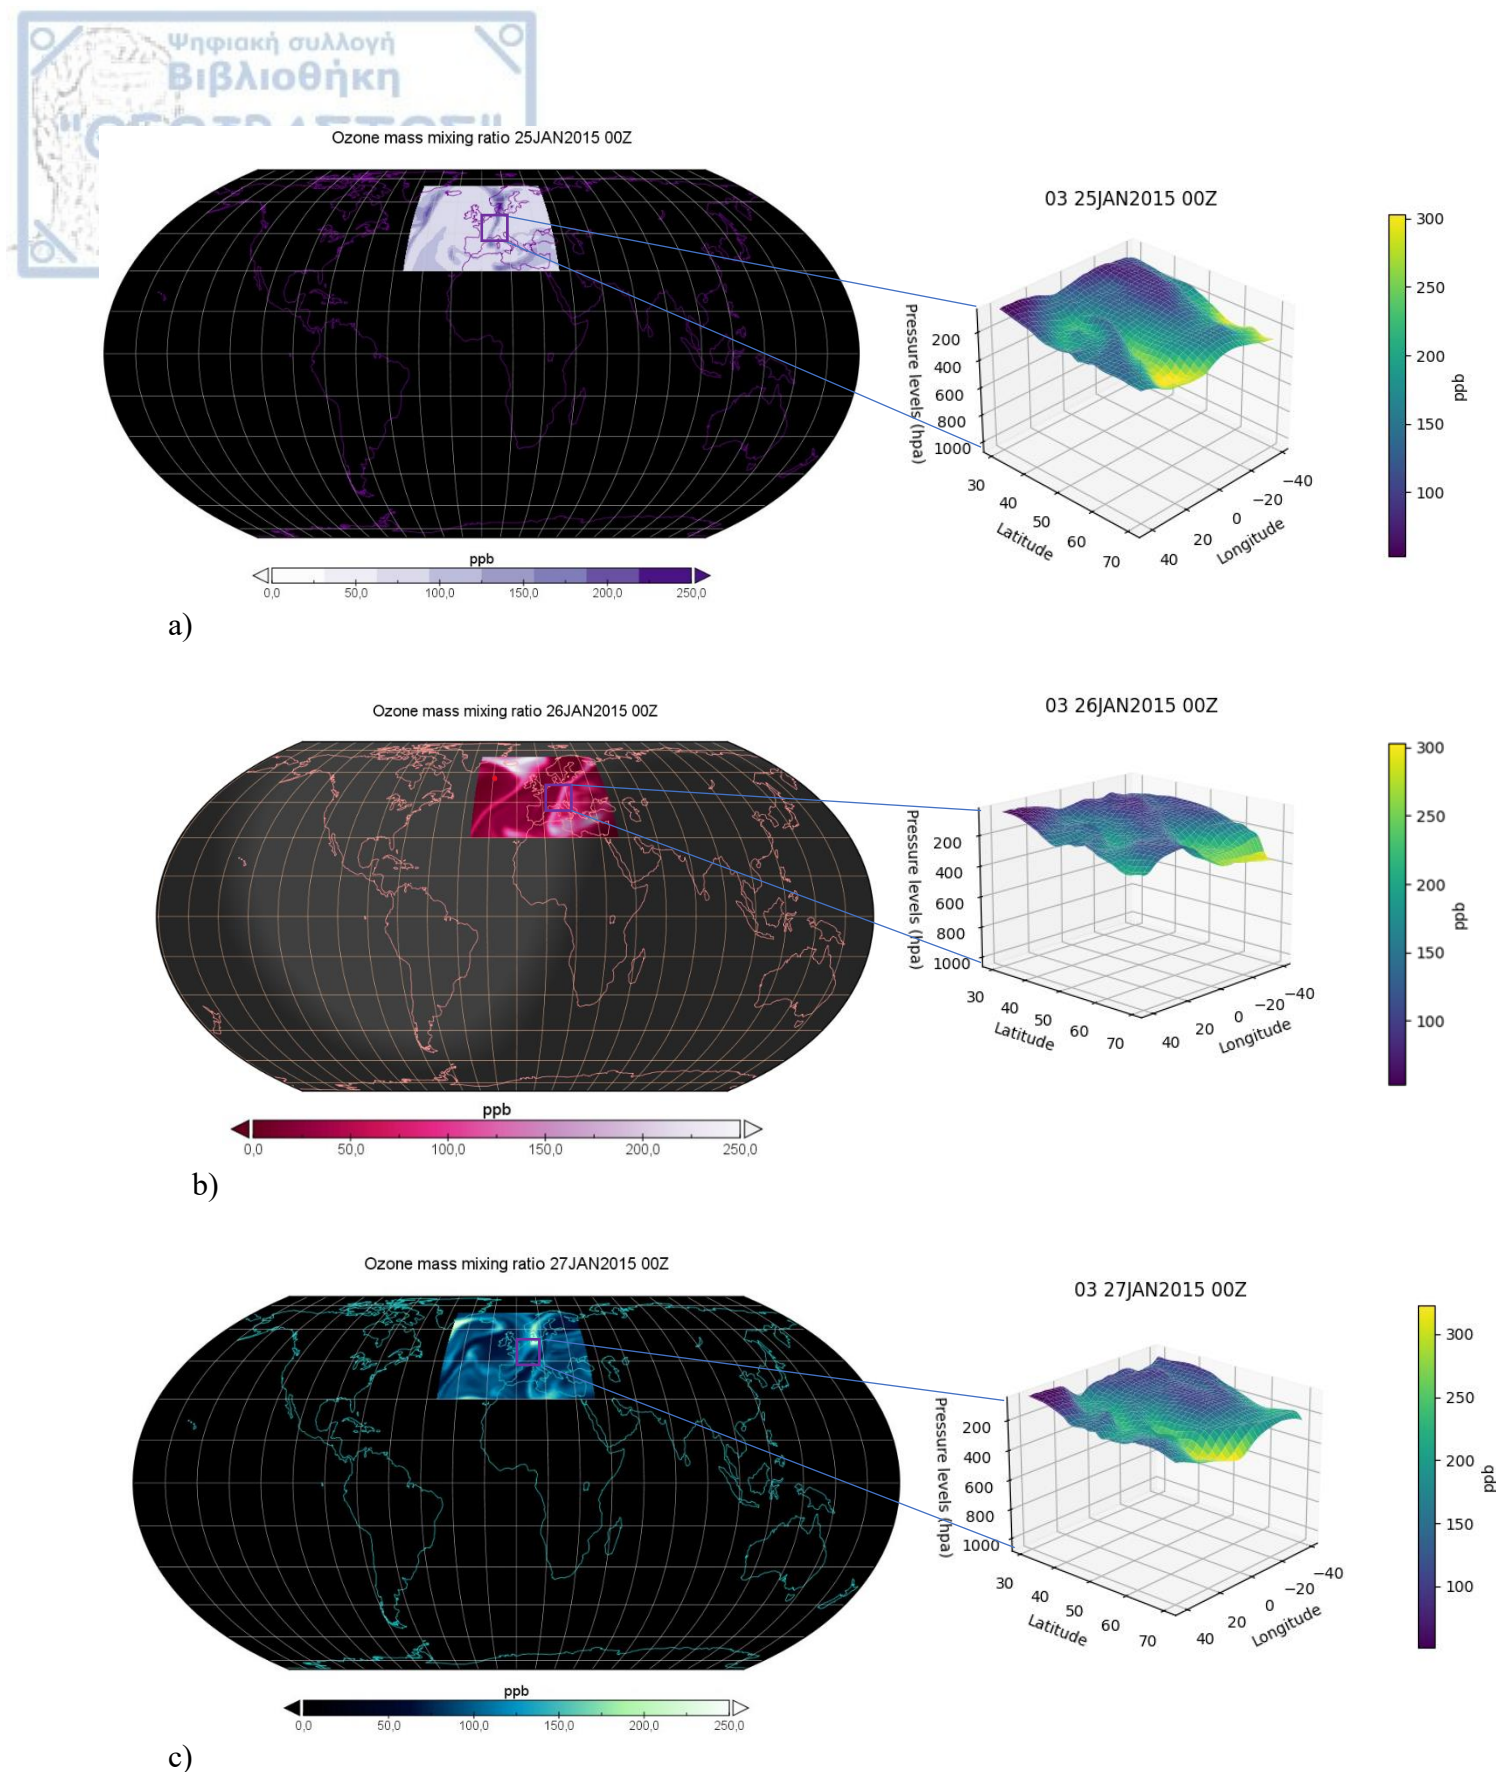 Ψηφιακή συλλογή
Βιβλιοθήκη
Ozone mass mixing ratio 25JAN2015 00Z
03 25JAN2015 00Z
300
250
200
150
100
ppb
Pressure levels (hpa)
200
400
600
800
1000
30
40
50
60
70
Latitude
40
20
0
−20
−40
Longitude
ppb
0,0 50,0 100,0 150,0 200,0 250,0
a)
Ozone mass mixing ratio 26JAN2015 00Z
03 26JAN2015 00Z
300
250
200
150
100
ppb
Pressure levels (hpa)
200
400
600
800
1000
30
40
50
60
70
Latitude
40
20
0
−20
−40
Longitude
ppb
0,0 50,0 100,0 150,0 200,0 250,0
b)
Ozone mass mixing ratio 27JAN2015 00Z
03 27JAN2015 00Z
300
250
200
150
100
ppb
Pressure levels (hpa)
200
400
600
800
1000
30
40
50
60
70
Latitude
40
20
0
−20
−40
Longitude
ppb
0,0 50,0 100,0 150,0 200,0 250,0
c)